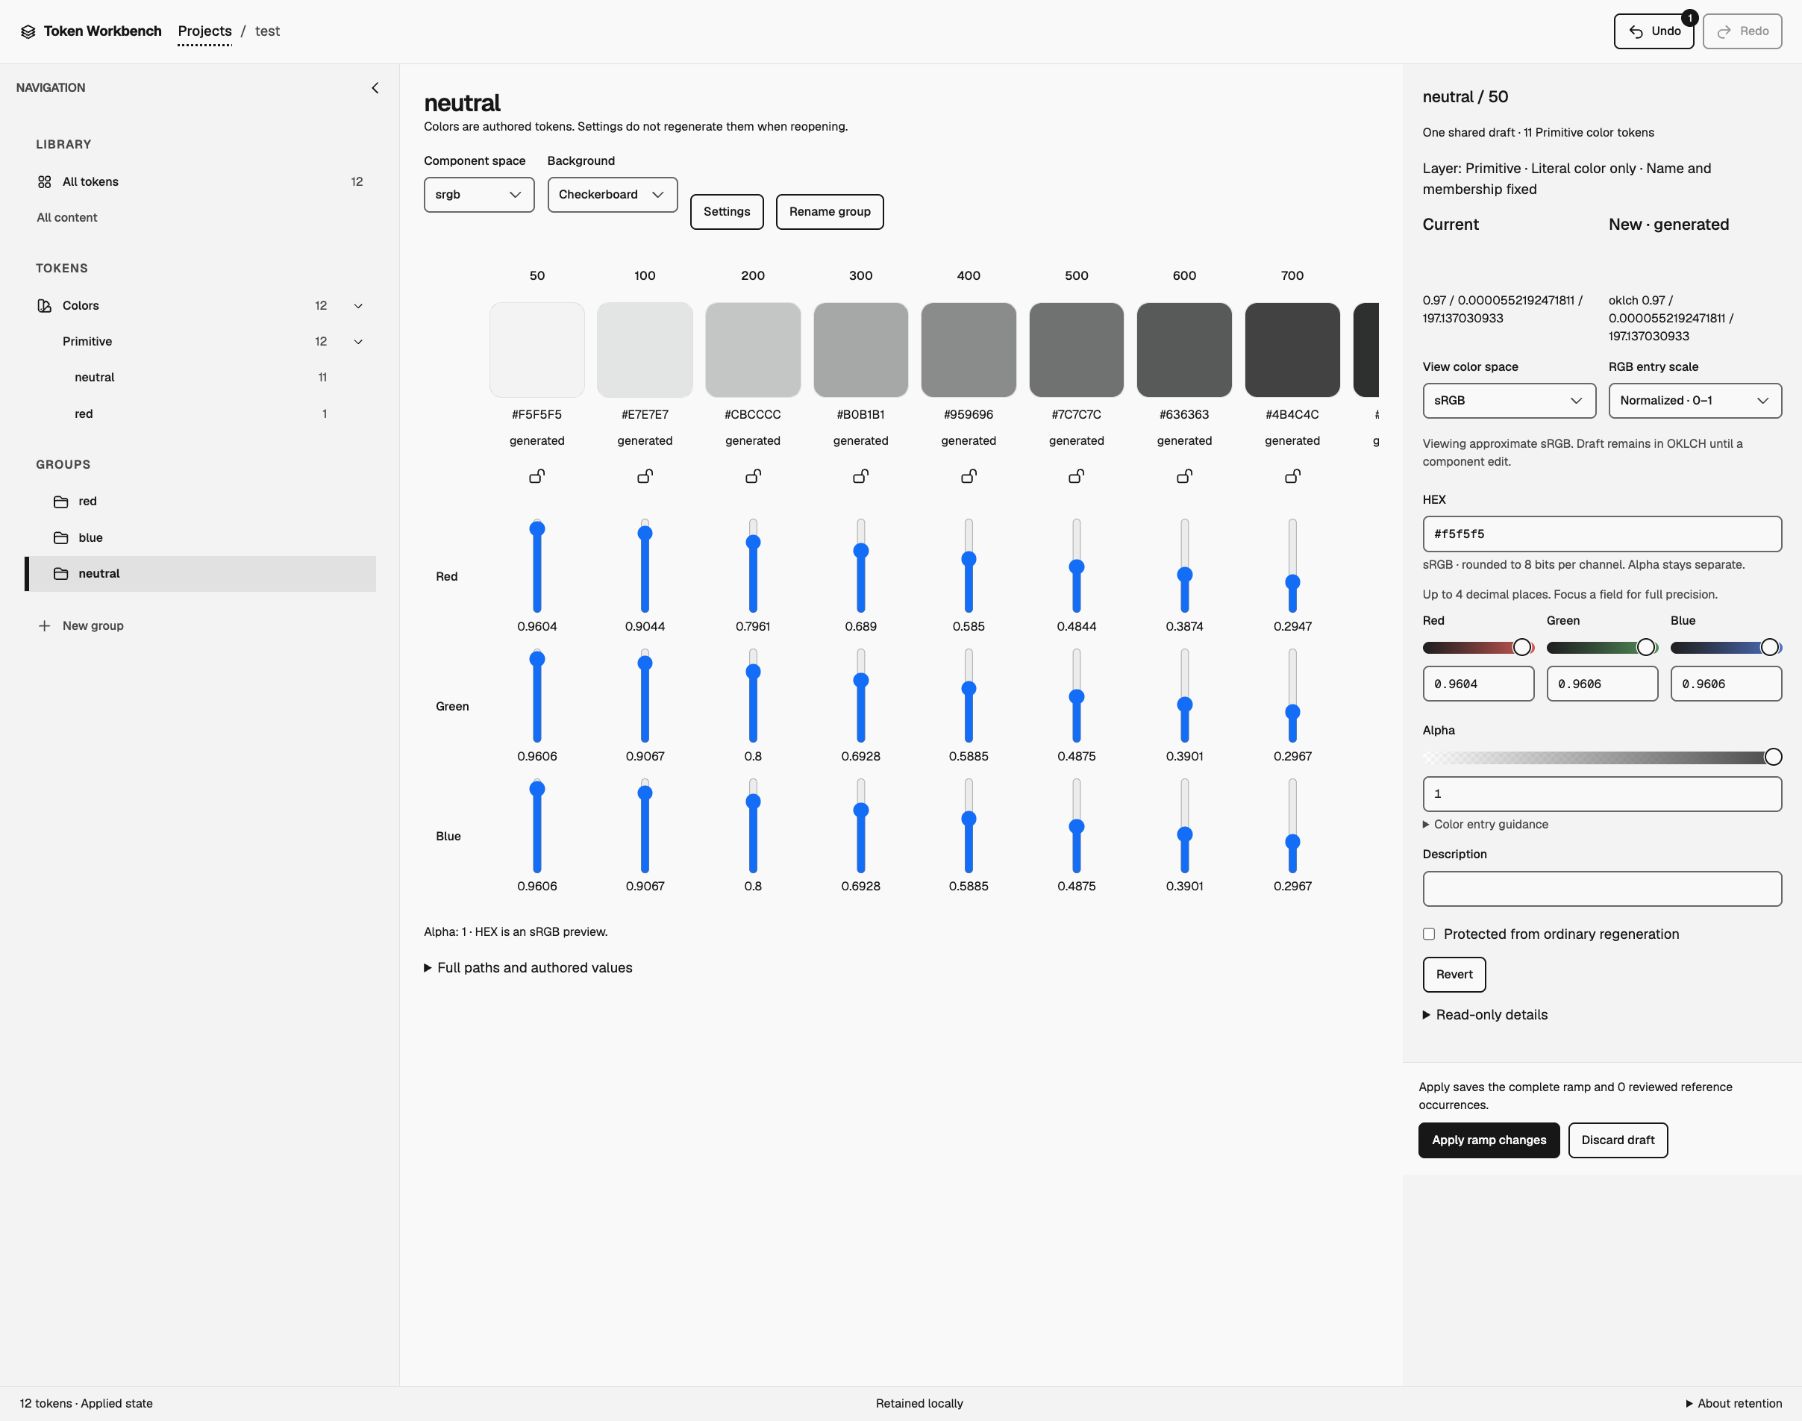 Token Workbench Projects / test
1
Undo Redo
NAVIGATION
LIBRARY
All tokens 12
All content
TOKENS
Colors 12
Primitive 12
neutral 11
red 1
GROUPS
red
blue
neutral
New group
neutral
Colors are authored tokens. Settings do not regenerate them when reopening.
Component space Background
srgb Checkerboard Settings Rename group
50 100 200 300 400 500 600 700
#F5F5F5 #E7E7E7 #CBCCCC #B0B1B1 #959696 #7C7C7C #636363 #4B4C4C #
generated generated generated generated generated generated generated generated g
Red
0.9604 0.9044 0.7961 0.689 0.585 0.4844 0.3874 0.2947
Green
0.9606 0.9067 0.8 0.6928 0.5885 0.4875 0.3901 0.2967
Blue
0.9606 0.9067 0.8 0.6928 0.5885 0.4875 0.3901 0.2967
Alpha: 1 · HEX is an sRGB preview.
Full paths and authored values
neutral / 50
One shared draft · 11 Primitive color tokens
Layer: Primitive · Literal color only · Name and
membership fixed
Current New · generated
0.97 / 0.0000552192471811 /
197.137030933
oklch 0.97 /
0.0000552192471811 /
197.137030933
View color space RGB entry scale
sRGB Normalized · 0–1
Viewing approximate sRGB. Draft remains in OKLCH until a
component edit.
HEX
#f5f5f5
sRGB · rounded to 8 bits per channel. Alpha stays separate.
Up to 4 decimal places. Focus a field for full precision.
Red Green Blue
0.9604 0.9606 0.9606
Alpha
1
Color entry guidance
Description
Protected from ordinary regeneration
Revert
Read-only details
Apply saves the complete ramp and 0 reviewed reference
occurrences.
Apply ramp changes Discard draft
12 tokens · Applied state Retained locally About retention